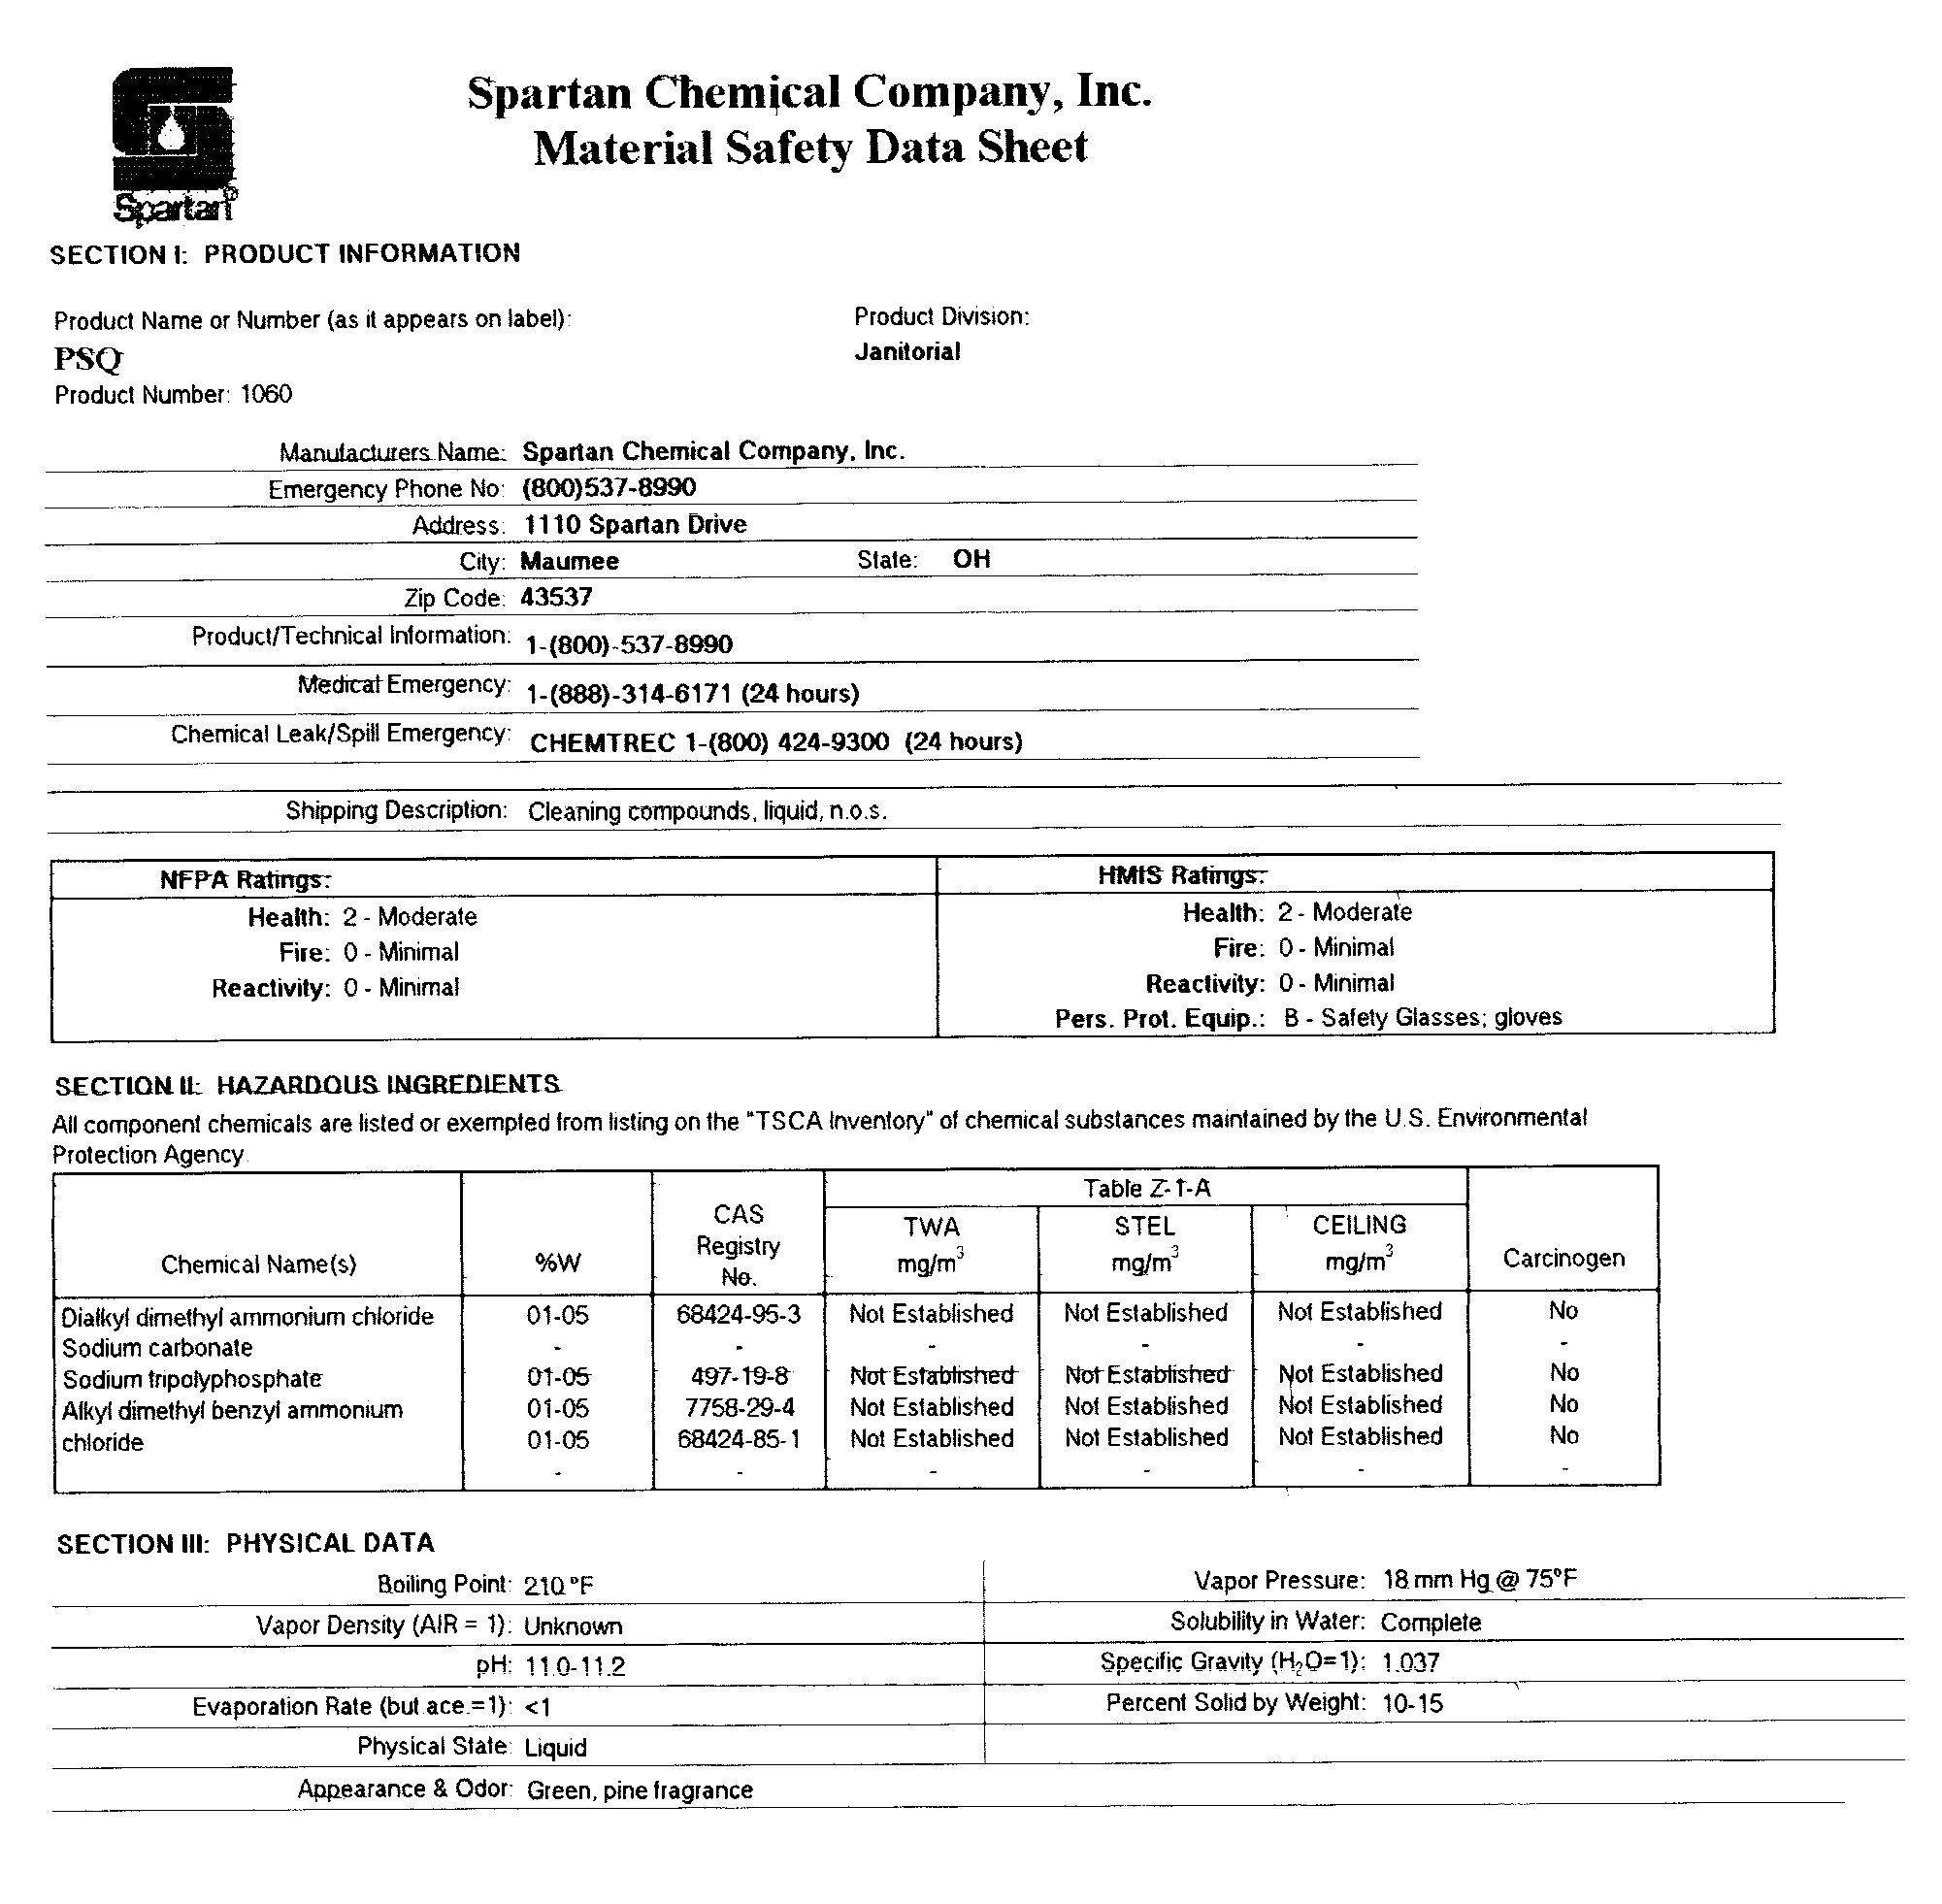 Spartan Chemical Company, Inc.
Material Safety Data Sheet
Spartan®
SECTION I: PRODUCT INFORMATION
Product Name or Number (as it appears on label): Product Division:
PSQ Janitorial
Product Number: 1060
Manufacturers Name: Spartan Chemical Company, Inc.
Emergency Phone No: (800)537-8990
Address: 1110 Spartan Drive
City: Maumee State: OH
Zip Code: 43537
Product/Technical Information: 1-(800)-537-8990
Medical Emergency: 1-(888)-314-6171 (24 hours)
Chemical Leak/Spill Emergency: CHEMTREC 1-(800) 424-9300 (24 hours)
Shipping Description: Cleaning compounds, liquid, n.o.s.
NFPA Ratings: HMIS Ratings:
Health: 2 - Moderate Health: 2 - Moderate
Fire: 0 - Minimal Fire: 0 - Minimal
Reactivity: 0 - Minimal Reactivity: 0 - Minimal
Pers. Prot. Equip.: B - Safety Glasses; gloves
SECTION II: HAZARDOUS INGREDIENTS
All component chemicals are listed or exempted from listing on the "TSCA Inventory" of chemical substances maintained by the U.S. Environmental
Protection Agency.
Table Z-1-A
CAS TWA STEL CEILING
Registry
Chemical Name(s) %W No. mg/m³ mg/m³ mg/m³ Carcinogen
Dialkyl dimethyl ammonium chloride 01-05 68424-95-3 Not Established Not Established Not Established No
Sodium carbonate - - - - - -
Sodium tripolyphosphate 01-05 497-19-8 Not Established Not Established Not Established No
Alkyl dimethyl benzyl ammonium 01-05 7758-29-4 Not Established Not Established Not Established No
chloride 01-05 68424-85-1 Not Established Not Established Not Established No
- - - - - -
SECTION III: PHYSICAL DATA
Boiling Point: 210 °F Vapor Pressure: 18 mm Hg @ 75°F
Vapor Density (AIR = 1): Unknown Solubility in Water: Complete
pH: 11.0-11.2 Specific Gravity (H₂O=1): 1.037
Evaporation Rate (but.ace.=1): <1 Percent Solid by Weight: 10-15
Physical State: Liquid
Appearance & Odor: Green, pine fragrance